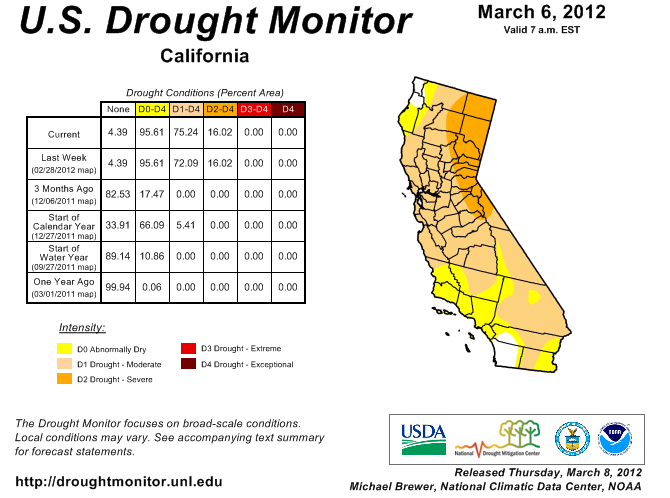 U.S. Drought Monitor
California
March 6, 2012
Valid 7 a.m. EST
Drought Conditions (Percent Area)
None D0-D4 D1-D4 D2-D4 D3-D4 D4
Current 4.39 95.61 75.24 16.02 0.00 0.00
Last Week
(02/28/2012 map) 4.39 95.61 72.09 16.02 0.00 0.00
3 Months Ago
(12/06/2011 map) 82.53 17.47 0.00 0.00 0.00 0.00
Start of
Calendar Year
(12/27/2011 map) 33.91 66.09 5.41 0.00 0.00 0.00
Start of
Water Year
(09/27/2011 map) 89.14 10.86 0.00 0.00 0.00 0.00
One Year Ago
(03/01/2011 map) 99.94 0.06 0.00 0.00 0.00 0.00
Intensity:
D0 Abnormally Dry
D1 Drought - Moderate
D2 Drought - Severe
D3 Drought - Extreme
D4 Drought - Exceptional
The Drought Monitor focuses on broad-scale conditions.
Local conditions may vary. See accompanying text summary
for forecast statements.
http://droughtmonitor.unl.edu
USDA
National Drought Mitigation Center
NOAA
Released Thursday, March 8, 2012
Michael Brewer, National Climatic Data Center, NOAA